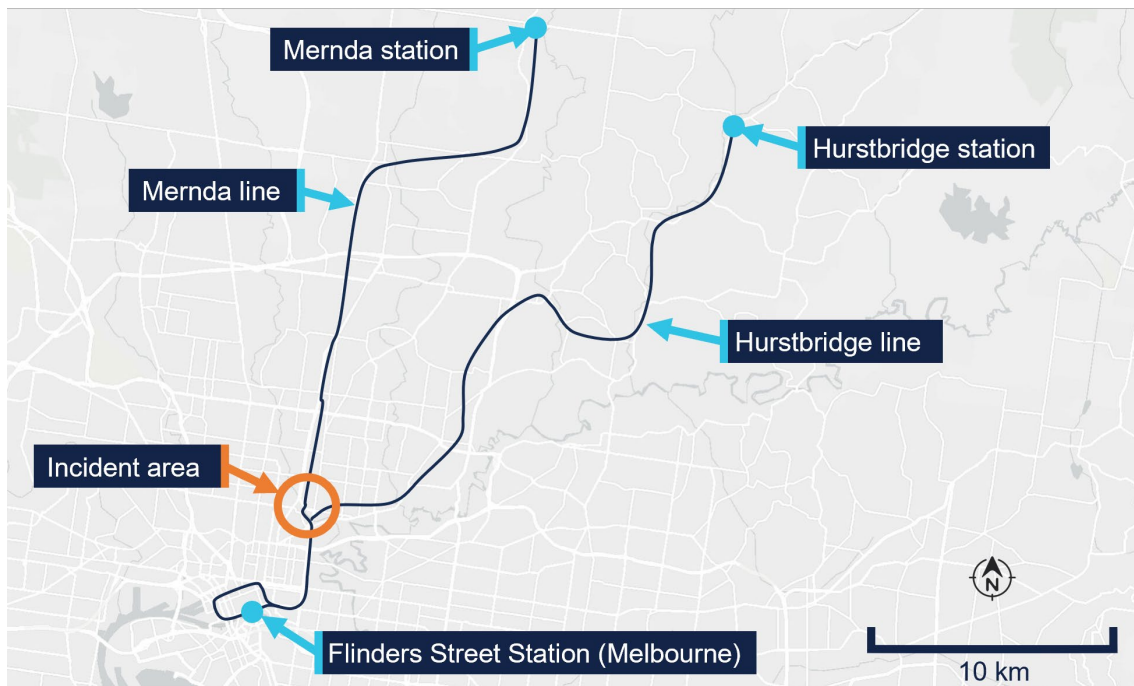 Mernda station
Hurstbridge station
Mernda line
Hurstbridge line
Incident area
N
Flinders Street Station (Melbourne)
10 km